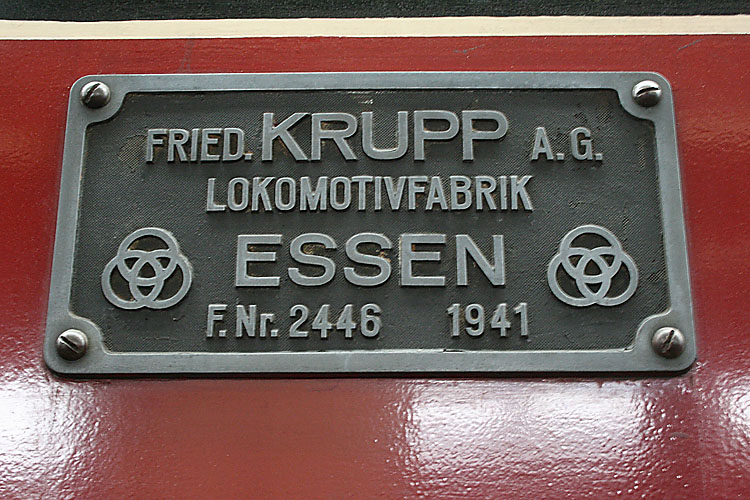 FRIED. KRUPP A.G.
LOKOMOTIVFABRIK
ESSEN
F.Nr. 2446 1941